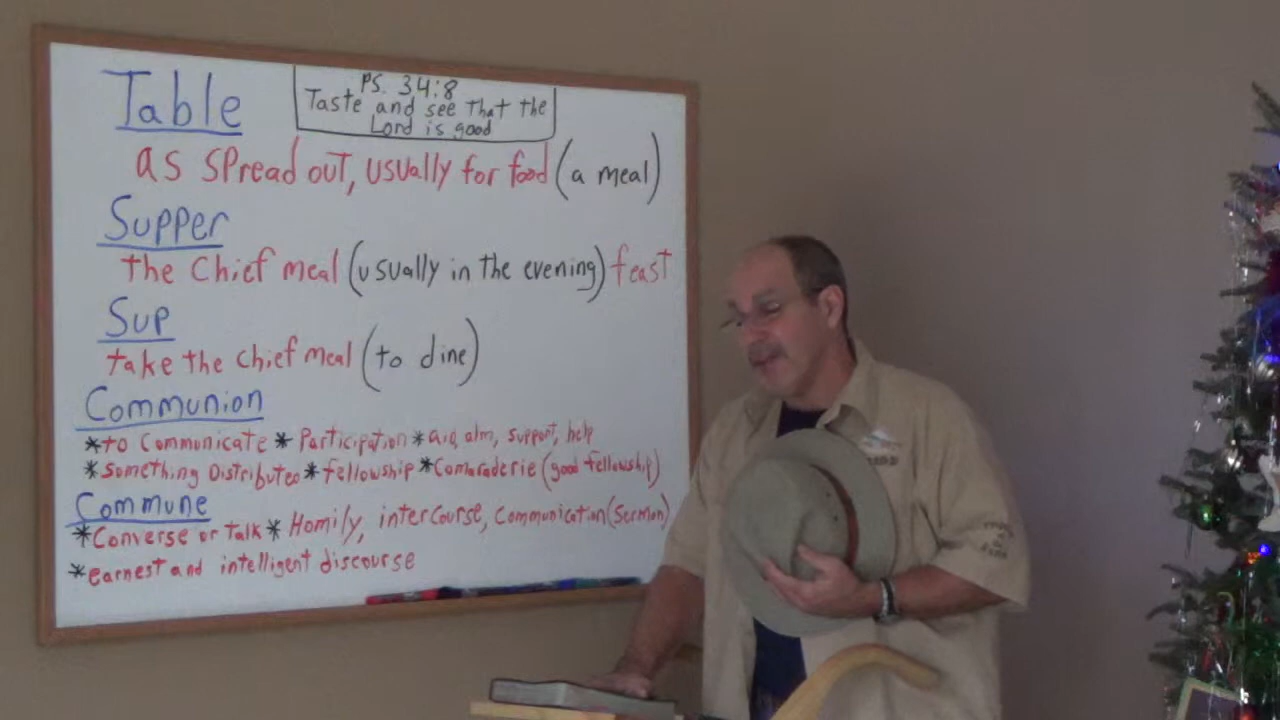 Table
PS. 34:8
Taste and see that the
Lord is good
as spread out, usually for food (a meal)
Supper
the chief meal (usually in the evening) feast
Sup
take the chief meal (to dine)
Communion
*to communicate * Participation * aid, alm, support, help
*something Distributed * fellowship * Comaraderie (good fellowship)
Commune
*Converse or Talk * Homily, intercourse, communication (sermon)
*earnest and intelligent discourse